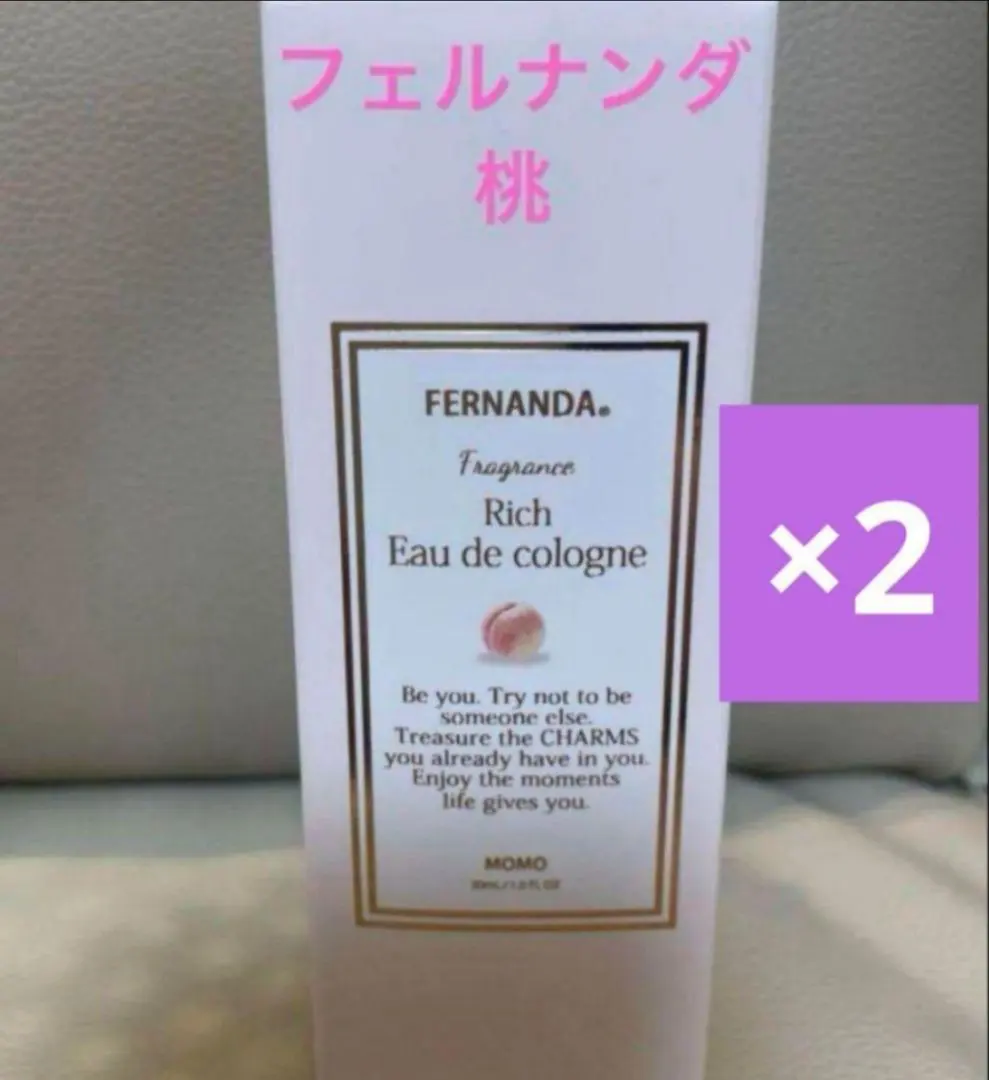 フェルナンダ
桃
FERNANDA®
Fragrance
Rich
Eau de cologne
×2
Be you. Try not to be
someone else.
Treasure the CHARMS
you already have in you.
Enjoy the moments
life gives you.
MOMO